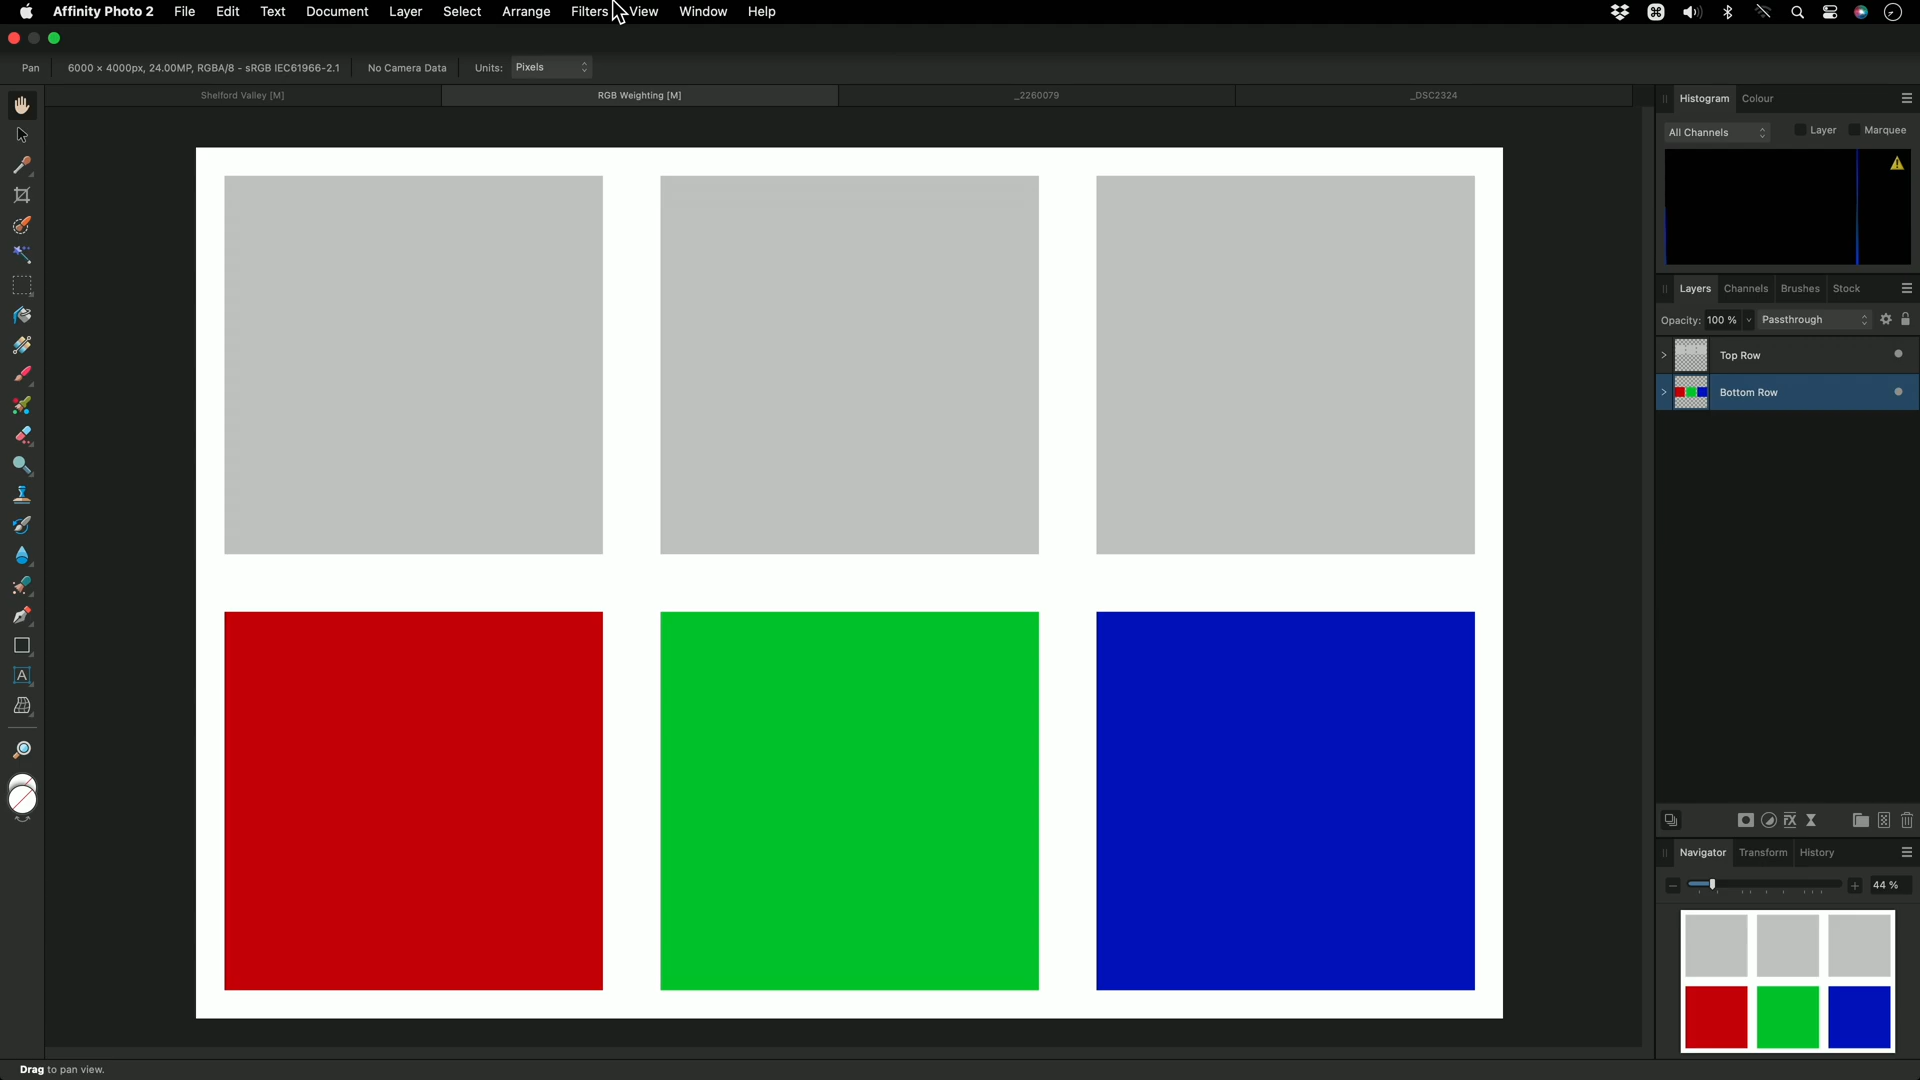 Affinity Photo 2 File Edit Text Document Layer Select Arrange Filters View Window Help
Pan 6000 × 4000px, 24.00MP, RGBA/8 - sRGB IEC61966-2.1 No Camera Data Units: Pixels
Shelford Valley [M] RGB Weighting [M] _2260079 _DSC2324
Histogram Colour
All Channels Layer Marquee
Layers Channels Brushes Stock
Opacity: 100 % Passthrough
Top Row
Bottom Row
Navigator Transform History
44 %
Drag to pan view.